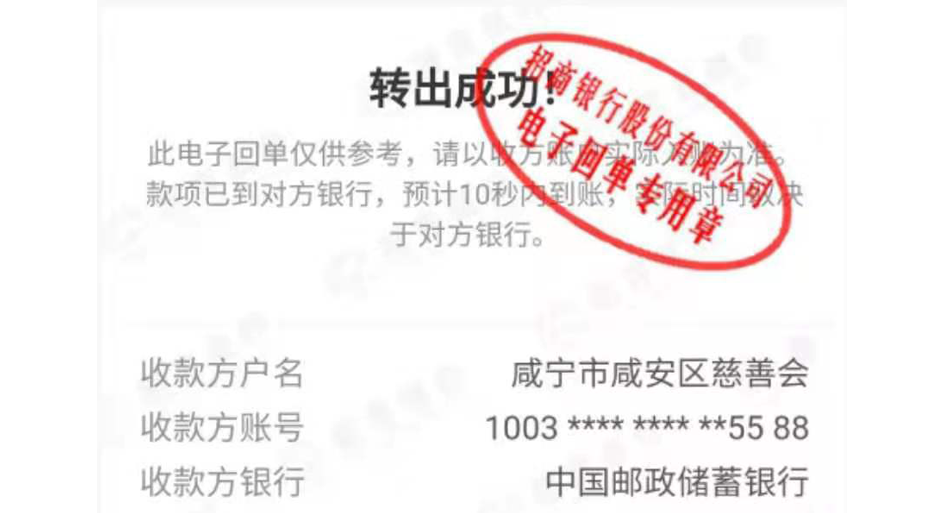 转出成功!
招商银行股份有限公司
电子回单专用章
此电子回单仅供参考，请以收方账户实际入账为准。
款项已到对方银行，预计10秒内到账，实际时间取决
于对方银行。
收款方户名 咸宁市咸安区慈善会
收款方账号 1003 **** **** **55 88
收款方银行 中国邮政储蓄银行